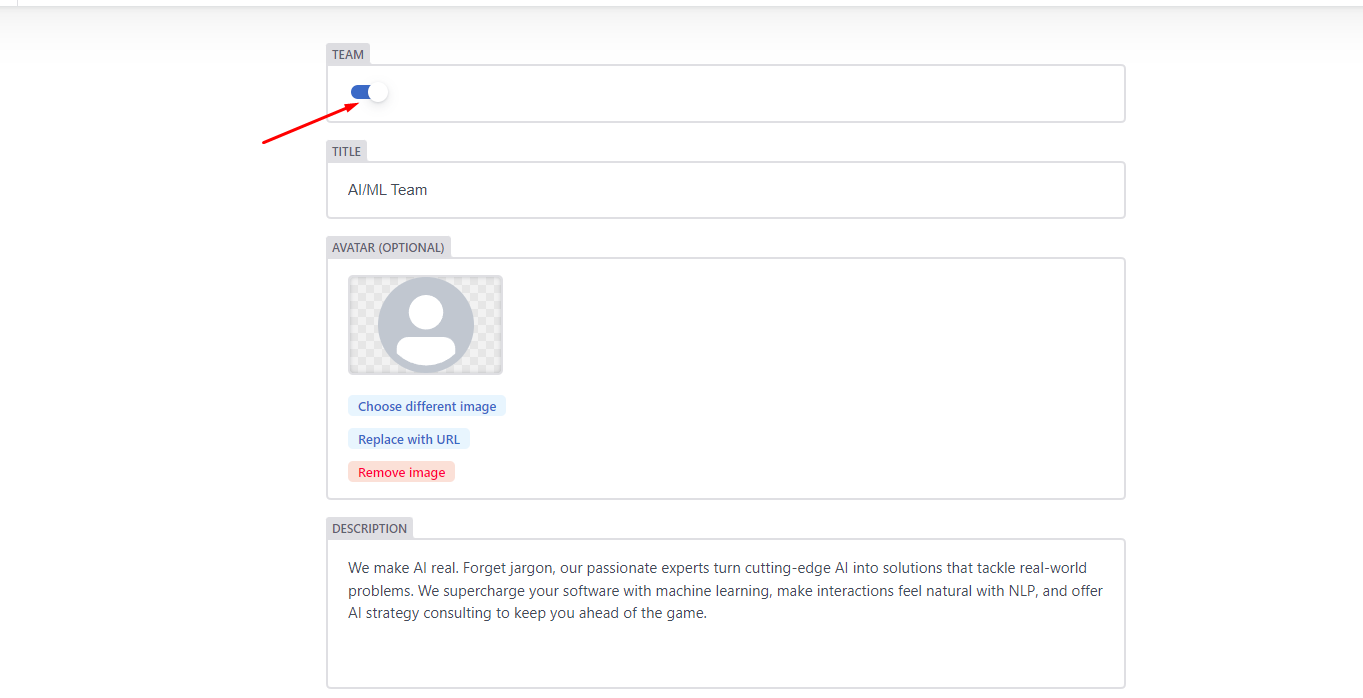 TEAM
TITLE
AI/ML Team
AVATAR (OPTIONAL)
Choose different image
Replace with URL
Remove image
DESCRIPTION
We make AI real. Forget jargon, our passionate experts turn cutting-edge AI into solutions that tackle real-world
problems. We supercharge your software with machine learning, make interactions feel natural with NLP, and offer
AI strategy consulting to keep you ahead of the game.